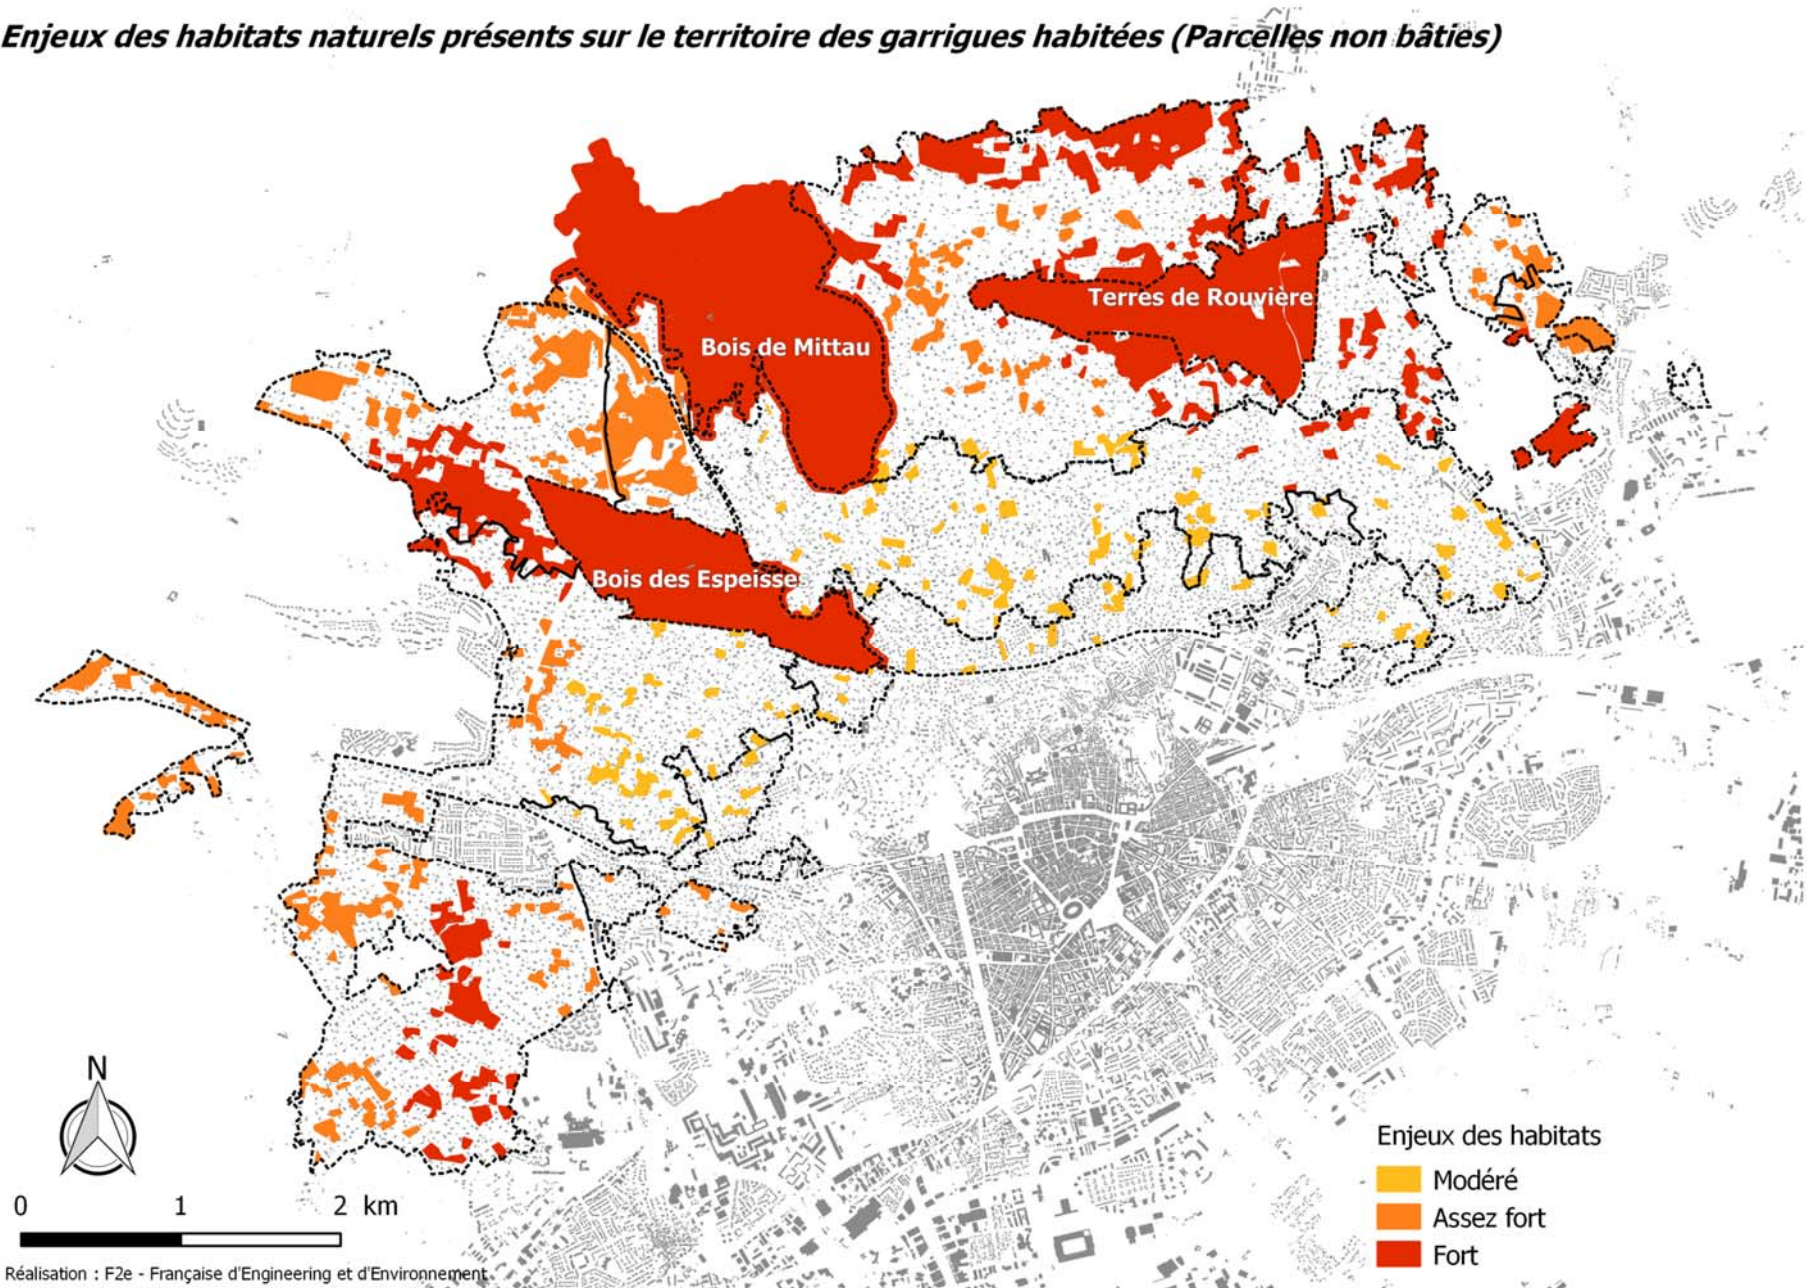 Enjeux des habitats naturels présents sur le territoire des garrigues habitées (Parcelles non bâties)
Terres de Rouvière
Bois de Mittau
Bois des Espeisses
N
0 1 2 km
Enjeux des habitats
Modéré
Assez fort
Fort
Réalisation : F2e - Française d'Engineering et d'Environnement